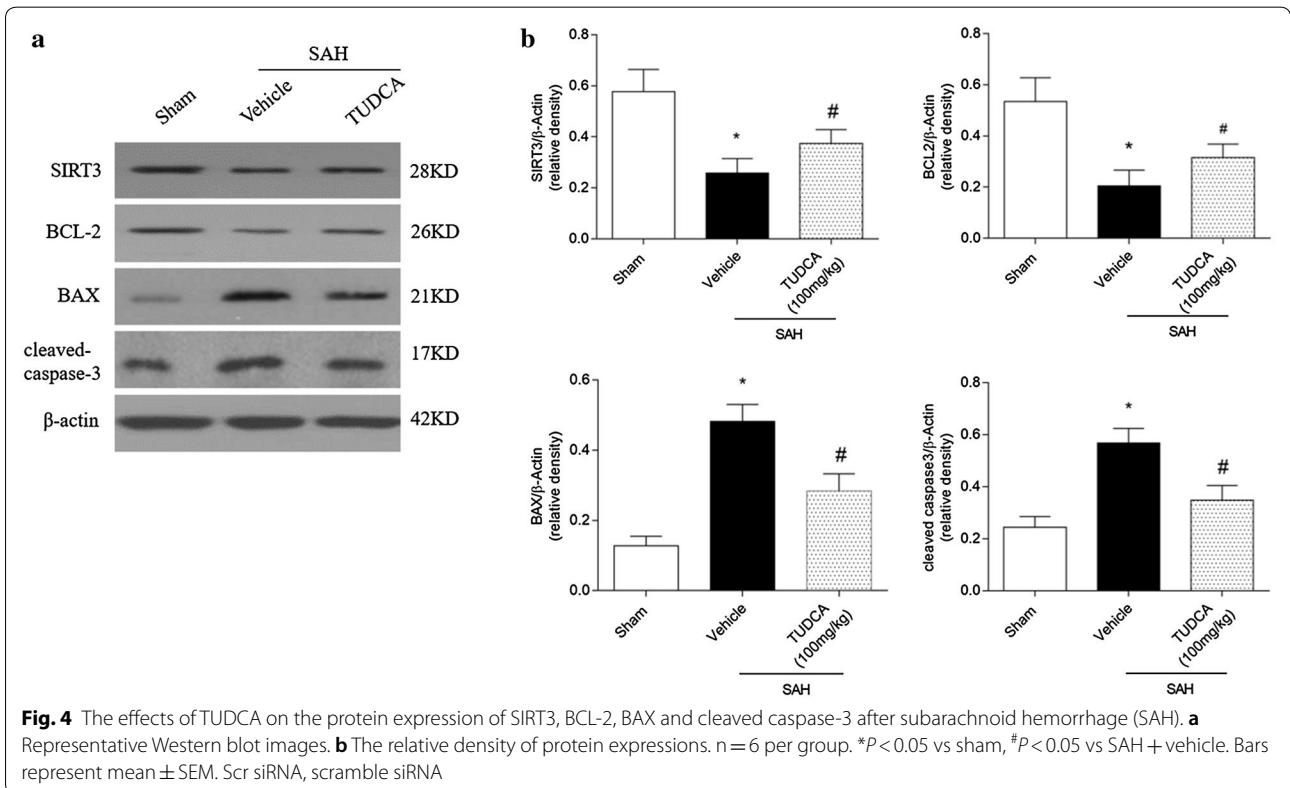 a
SAH
Sham
Vehicle
TUDCA
SIRT3
28KD
BCL-2
26KD
BAX
21KD
cleaved-
caspase-3
17KD
β-actin
42KD
b
SIRT3/β-Actin
(relative density)
0.8
0.6
0.4
0.2
0.0
*
#
Sham
Vehicle
TUDCA
(100mg/kg)
SAH
BCL2/β-Actin
(relative density)
0.8
0.6
0.4
0.2
0.0
*
#
Sham
Vehicle
TUDCA
(100mg/kg)
SAH
BAX/β-Actin
(relative density)
0.6
0.4
0.2
0.0
*
#
Sham
Vehicle
TUDCA
(100mg/kg)
SAH
cleaved caspase3/β-Actin
(relative density)
0.8
0.6
0.4
0.2
0.0
*
#
Sham
Vehicle
TUDCA
(100mg/kg)
SAH
Fig. 4 The effects of TUDCA on the protein expression of SIRT3, BCL-2, BAX and cleaved caspase-3 after subarachnoid hemorrhage (SAH). a
Representative Western blot images. b The relative density of protein expressions. n = 6 per group. *P < 0.05 vs sham, #P < 0.05 vs SAH + vehicle. Bars
represent mean ± SEM. Scr siRNA, scramble siRNA